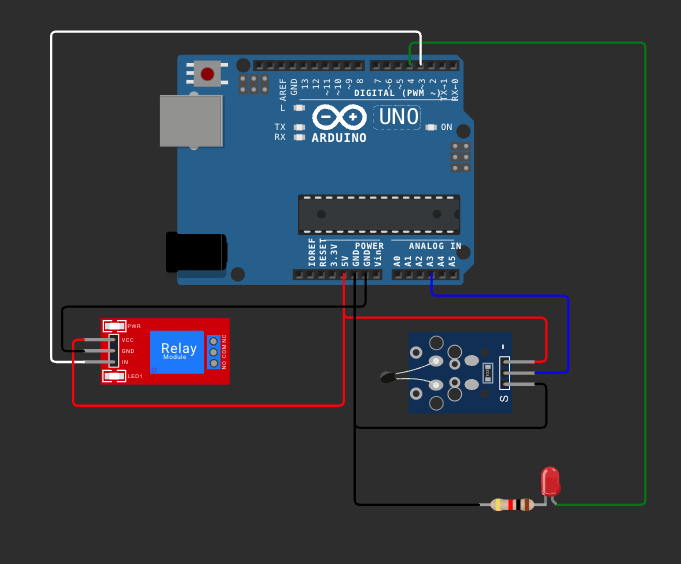 AREF
GND
13
12
~11
~10
~9
8
7
~6
~5
4
~3
2
TX→1
RX←0
DIGITAL (PWM ~)
L
TX
RX
ARDUINO
UNO
ON
IOREF
RESET
3.3V
5V
GND
GND
Vin
POWER
ANALOG IN
A0
A1
A2
A3
A4
A5
PWR
VCC
GND
IN
LED1
Relay
Module
NO COM NC
-
S